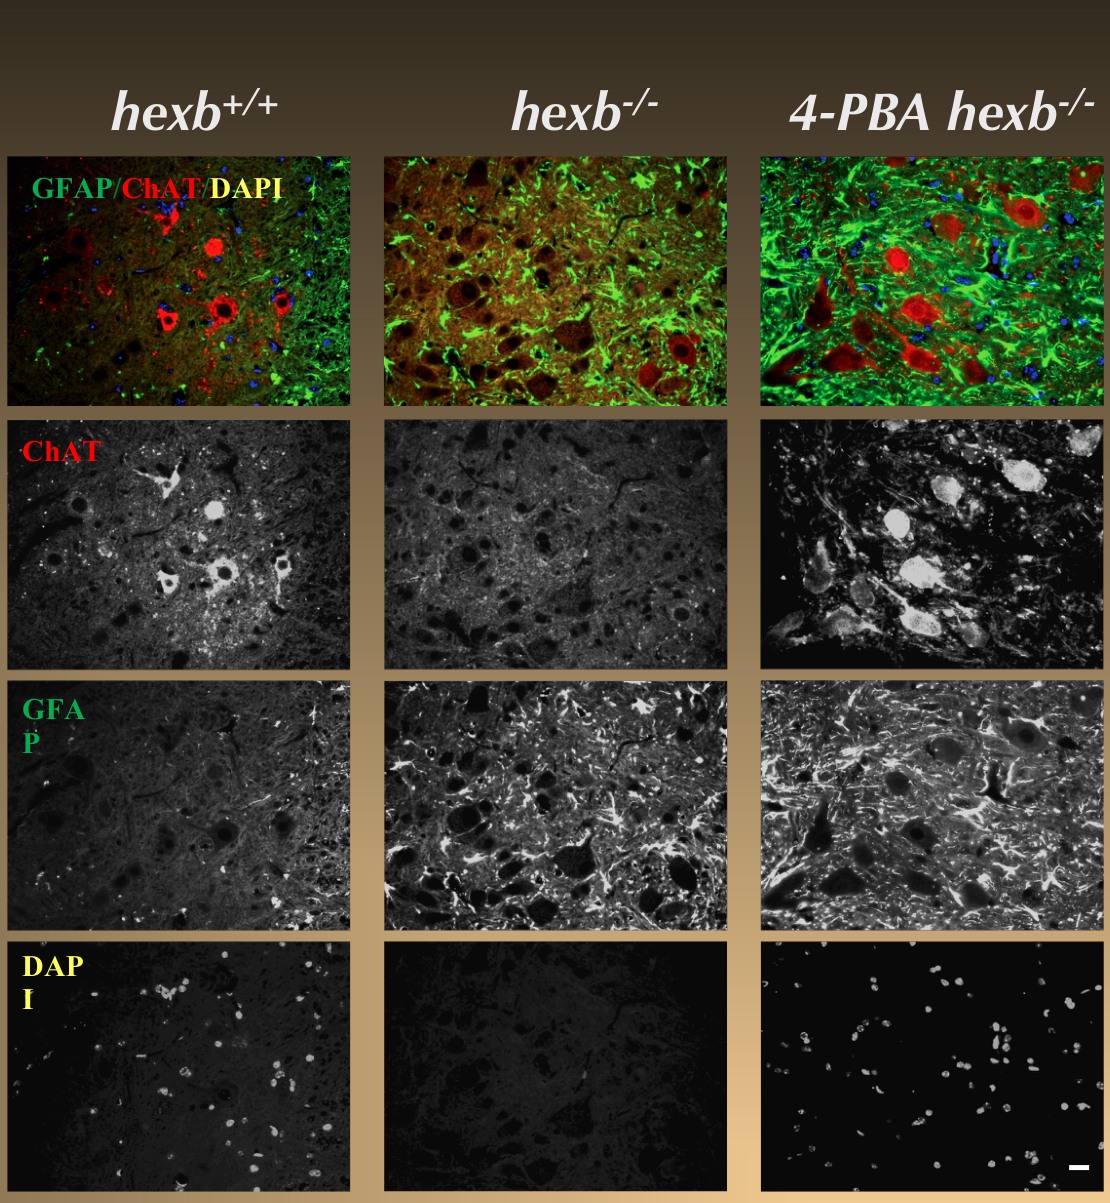 hexb+/+
hexb-/-
4-PBA hexb-/-
GFAP/ChAT/DAPI
ChAT
GFA
P
DAP
I